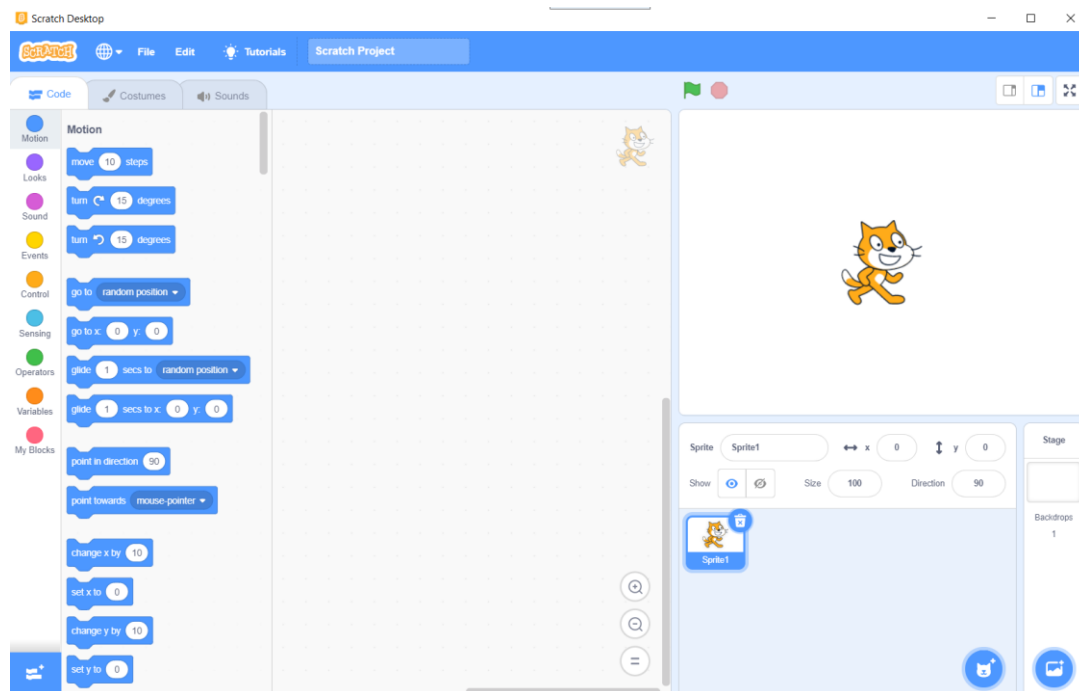 Scratch Desktop
SCRATCH File Edit Tutorials Scratch Project
Code Costumes Sounds
Motion
Looks
Sound
Events
Control
Sensing
Operators
Variables
My Blocks
Motion
move 10 steps
turn 15 degrees
turn 15 degrees
go to random position
go to x: 0 y: 0
glide 1 secs to random position
glide 1 secs to x: 0 y: 0
point in direction 90
point towards mouse-pointer
change x by 10
set x to 0
change y by 10
set y to 0
Sprite Sprite1 x 0 y 0
Show Size 100 Direction 90
Sprite1
Stage
Backdrops
1